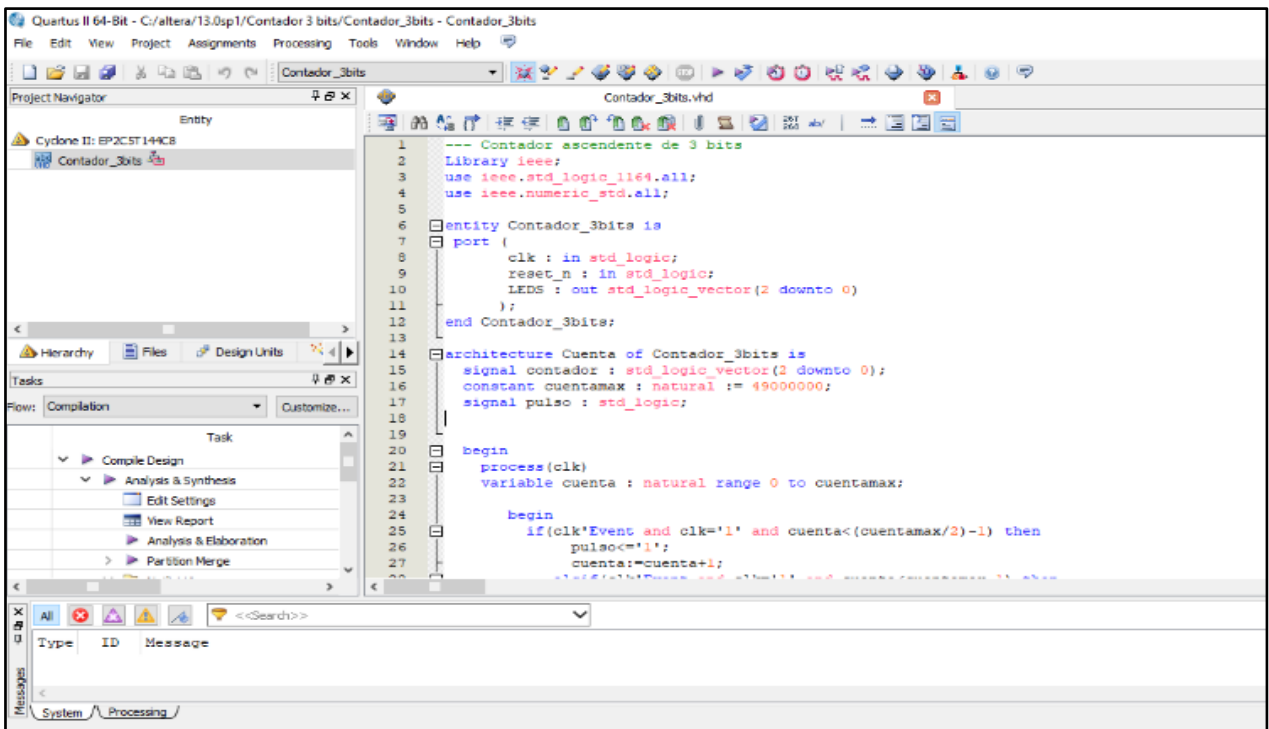 Quartus II 64-Bit - C:/altera/13.0sp1/Contador 3 bits/Contador_3bits - Contador_3bits
File Edit View Project Assignments Processing Tools Window Help
Contador_3bits
Project Navigator
Entity
Cyclone II: EP2C5T144C8
Contador_3bits
Hierarchy Files Design Units
Tasks
Flow: Compilation Customize...
Task
Compile Design
Analysis & Synthesis
Edit Settings
View Report
Analysis & Elaboration
Partition Merge
Contador_3bits.vhd
1 --- Contador ascendente de 3 bits
2 Library ieee;
3 use ieee.std_logic_1164.all;
4 use ieee.numeric_std.all;
5
6 entity Contador_3bits is
7 port (
8 clk : in std_logic;
9 reset_n : in std_logic;
10 LEDS : out std_logic_vector(2 downto 0)
11 );
12 end Contador_3bits;
13
14 architecture Cuenta of Contador_3bits is
15 signal contador : std_logic_vector(2 downto 0);
16 constant cuentamax : natural := 49000000;
17 signal pulso : std_logic;
18
19
20 begin
21 process(clk)
22 variable cuenta : natural range 0 to cuentamax;
23
24 begin
25 if(clk'Event and clk='1' and cuenta<(cuentamax/2)-1) then
26 pulso<='1';
27 cuenta:=cuenta+1;
All <<Search>>
Type ID Message
Messages
System Processing